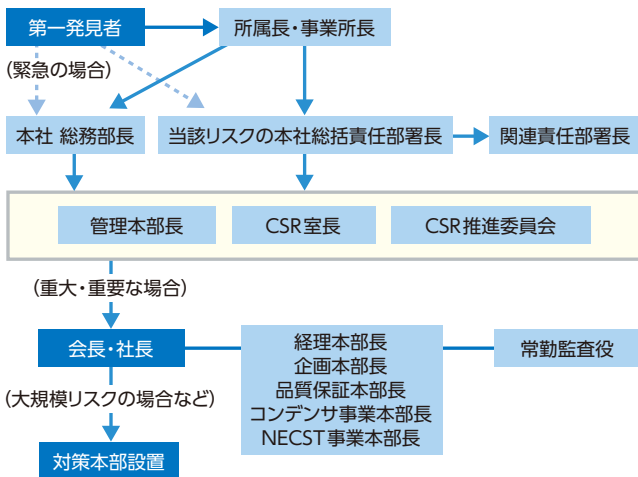 第一発見者
所属長・事業所長
(緊急の場合)
本社 総務部長
当該リスクの本社総括責任部署長
関連責任部署長
管理本部長
CSR室長
CSR推進委員会
(重大・重要な場合)
会長・社長
経理本部長
企画本部長
品質保証本部長
コンデンサ事業本部長
NECST事業本部長
常勤監査役
(大規模リスクの場合など)
対策本部設置